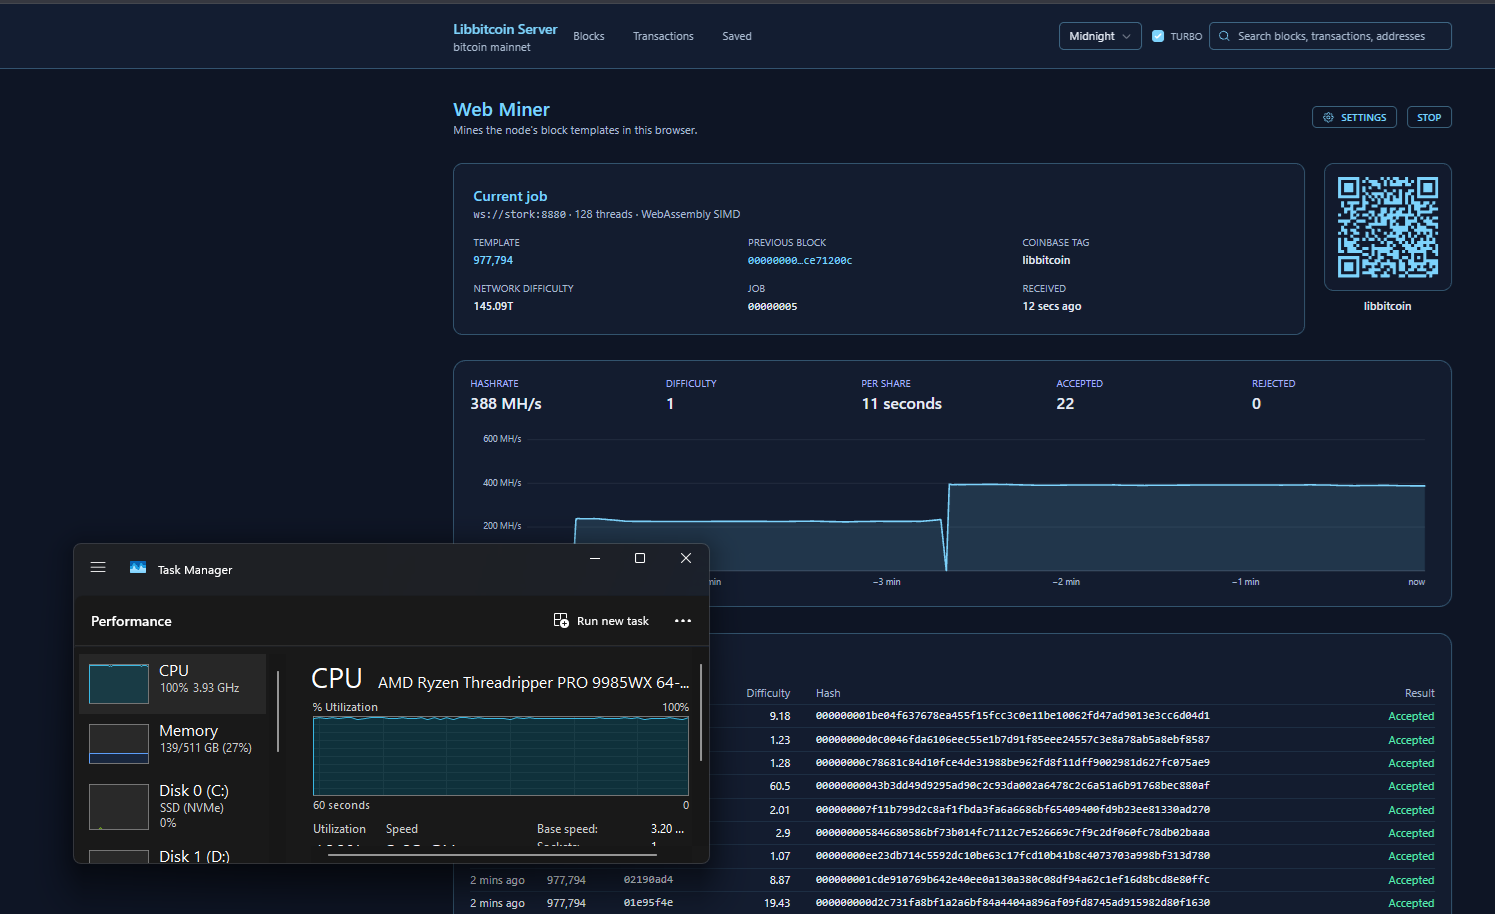 Libbitcoin Server
bitcoin mainnet
Blocks Transactions Saved
Midnight TURBO Search blocks, transactions, addresses
Web Miner
Mines the node's block templates in this browser.
SETTINGS STOP
Current job
ws://stork:8880 · 128 threads · WebAssembly SIMD
TEMPLATE PREVIOUS BLOCK COINBASE TAG
977,794 00000000…ce71200c libbitcoin
NETWORK DIFFICULTY JOB RECEIVED
145.09T 00000005 12 secs ago
libbitcoin
HASHRATE DIFFICULTY PER SHARE ACCEPTED REJECTED
388 MH/s 1 11 seconds 22 0
600 MH/s
400 MH/s
200 MH/s
min −3 min −2 min −1 min now
Task Manager
Performance Run new task
CPU
100% 3.93 GHz
Memory
139/511 GB (27%)
Disk 0 (C:)
SSD (NVMe)
0%
Disk 1 (D:)
CPU AMD Ryzen Threadripper PRO 9985WX 64-...
% Utilization 100%
60 seconds 0
Utilization Speed Base speed: 3.20 ...
Difficulty Hash Result
9.18 000000001be04f637678ea455f15fcc3c0e11be10062fd47ad9013e3cc6d04d1 Accepted
1.23 00000000d0c0046fda6106eec55e1b7d91f85eee24557c3e8a78ab5a8ebf8587 Accepted
1.28 00000000c78681c84d10fce4de31988be962fd8f11dff9002981d627fc075ae9 Accepted
60.5 00000000043b3dd49d9295ad90c2c93da002a6478c2c6a51a6b91768bec880af Accepted
2.01 000000007f11b799d2c8af1fbda3fa6a6686bf65409400fd9b23ee81330ad270 Accepted
2.9 000000005846680586bf73b014fc7112c7e526669c7f9c2df060fc78db02baaa Accepted
1.07 00000000ee23db714c5592dc10be63c17fcd10b41b8c4073703a998bf313d780 Accepted
2 mins ago 977,794 02190ad4 8.87 000000001cde910769b642e40ee0a130a380c08df94a62c1ef16d8bcd8e80ffc Accepted
2 mins ago 977,794 01e95f4e 19.43 000000000d2c731fa8bf1a2a6bf84a4404a896af09fd8745ad915982d80f1630 Accepted